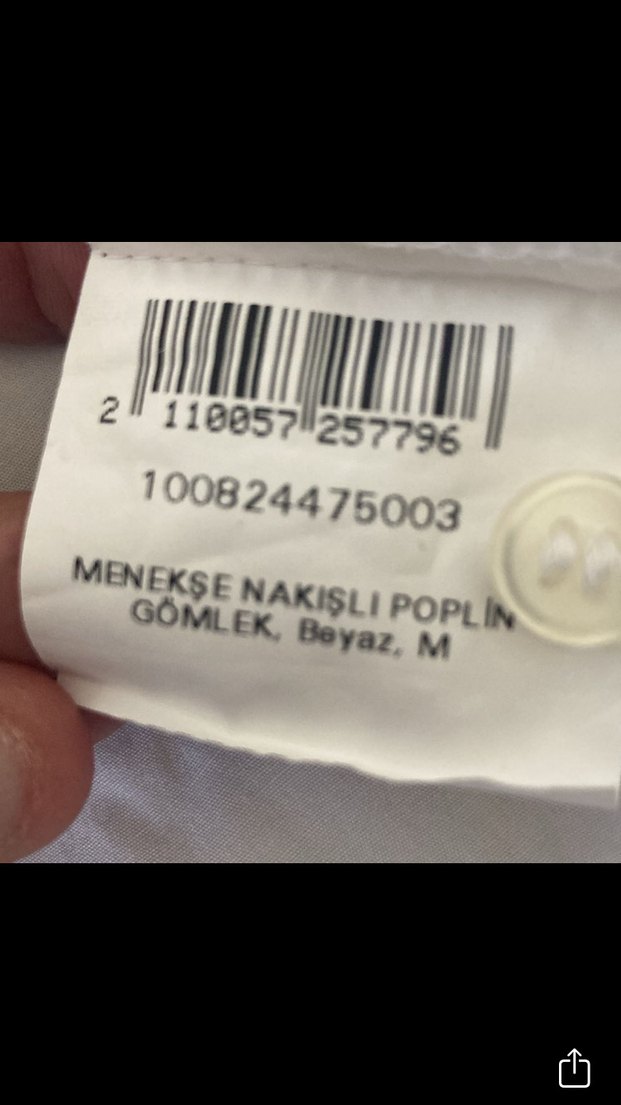 2 110057 257796
100824475003
MENEKŞE NAKIŞLI POPLİN
GÖMLEK, Beyaz, M